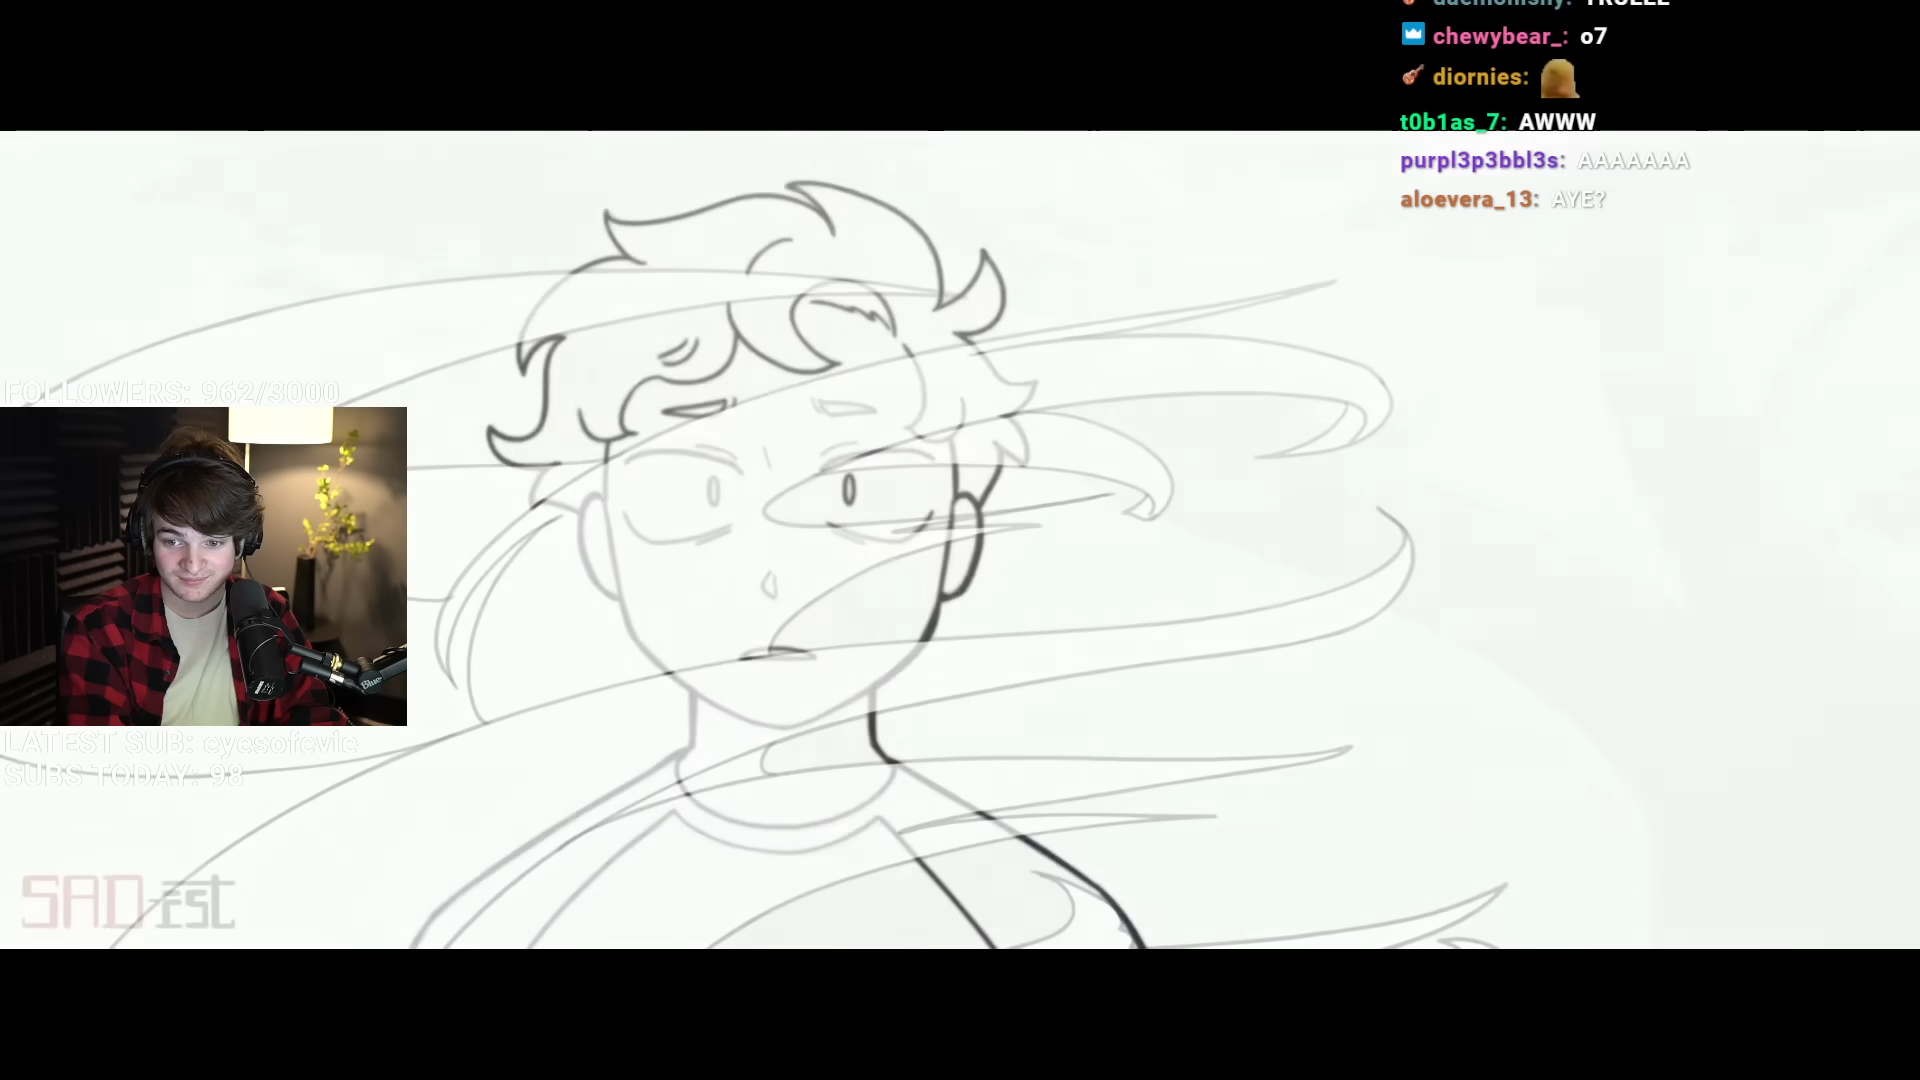 chewybear_: o7
diornies:
t0b1as_7: AWWW
purpl3p3bbl3s: AAAAAAA
aloevera_13: AYE?
FOLLOWERS: 962/3000
LATEST SUB: eyesofevie
SUBS TODAY: 98
SAD-ist